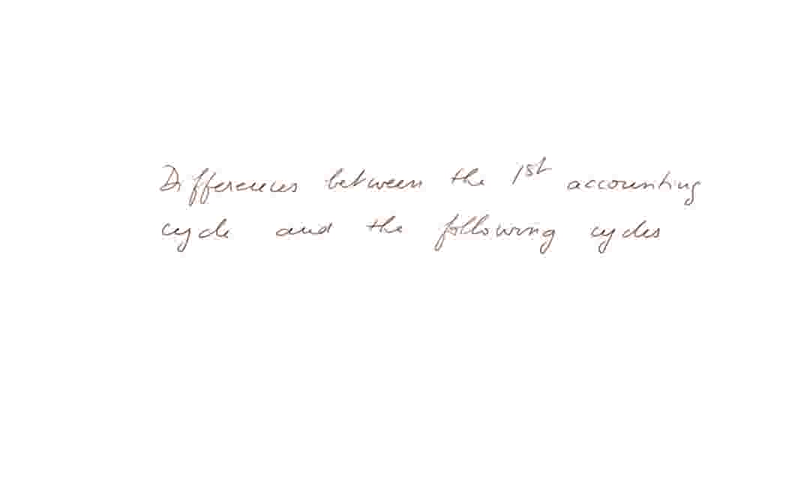 Differences between the 1st accounting
cycle and the following cycles